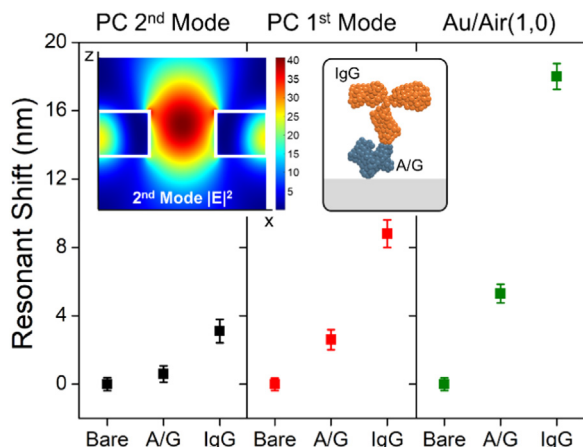 PC 2nd Mode PC 1st Mode Au/Air(1,0)
Resonant Shift (nm)
20
16
12
8
4
0
z
x
2nd Mode |E|²
40
35
30
25
20
15
10
5
IgG
A/G
Bare A/G IgG Bare A/G IgG Bare A/G IgG